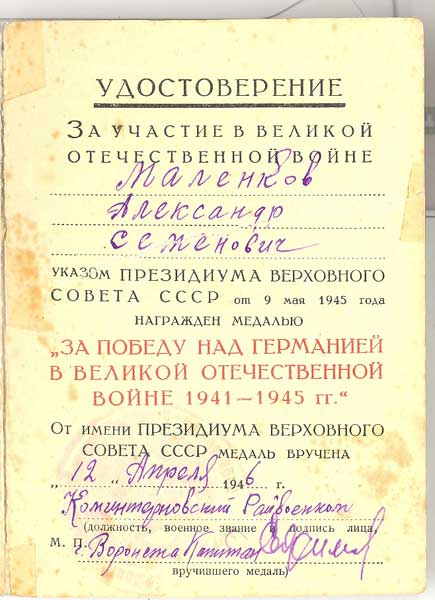 УДОСТОВЕРЕНИЕ
ЗА УЧАСТИЕ В ВЕЛИКОЙ
ОТЕЧЕСТВЕННОЙ ВОЙНЕ
Маленков
Александр
Семенович
УКАЗОМ ПРЕЗИДИУМА ВЕРХОВНОГО
СОВЕТА СССР от 9 мая 1945 года
НАГРАЖДЕН МЕДАЛЬЮ
„ЗА ПОБЕДУ НАД ГЕРМАНИЕЙ
В ВЕЛИКОЙ ОТЕЧЕСТВЕННОЙ
ВОЙНЕ 1941—1945 гг.“
От имени ПРЕЗИДИУМА ВЕРХОВНОГО
СОВЕТА СССР МЕДАЛЬ ВРУЧЕНА
„12“ Апреля 1946 г.
Коминтерновский Райвоенком
(должность, военное звание и подпись лица,
М. П. г. Воронежа Капитан
вручившего медаль)